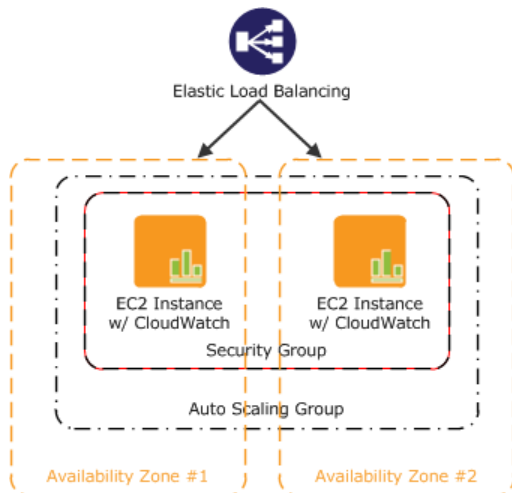 Elastic Load Balancing
EC2 Instance
w/ CloudWatch
EC2 Instance
w/ CloudWatch
Security Group
Auto Scaling Group
Availability Zone #1
Availability Zone #2